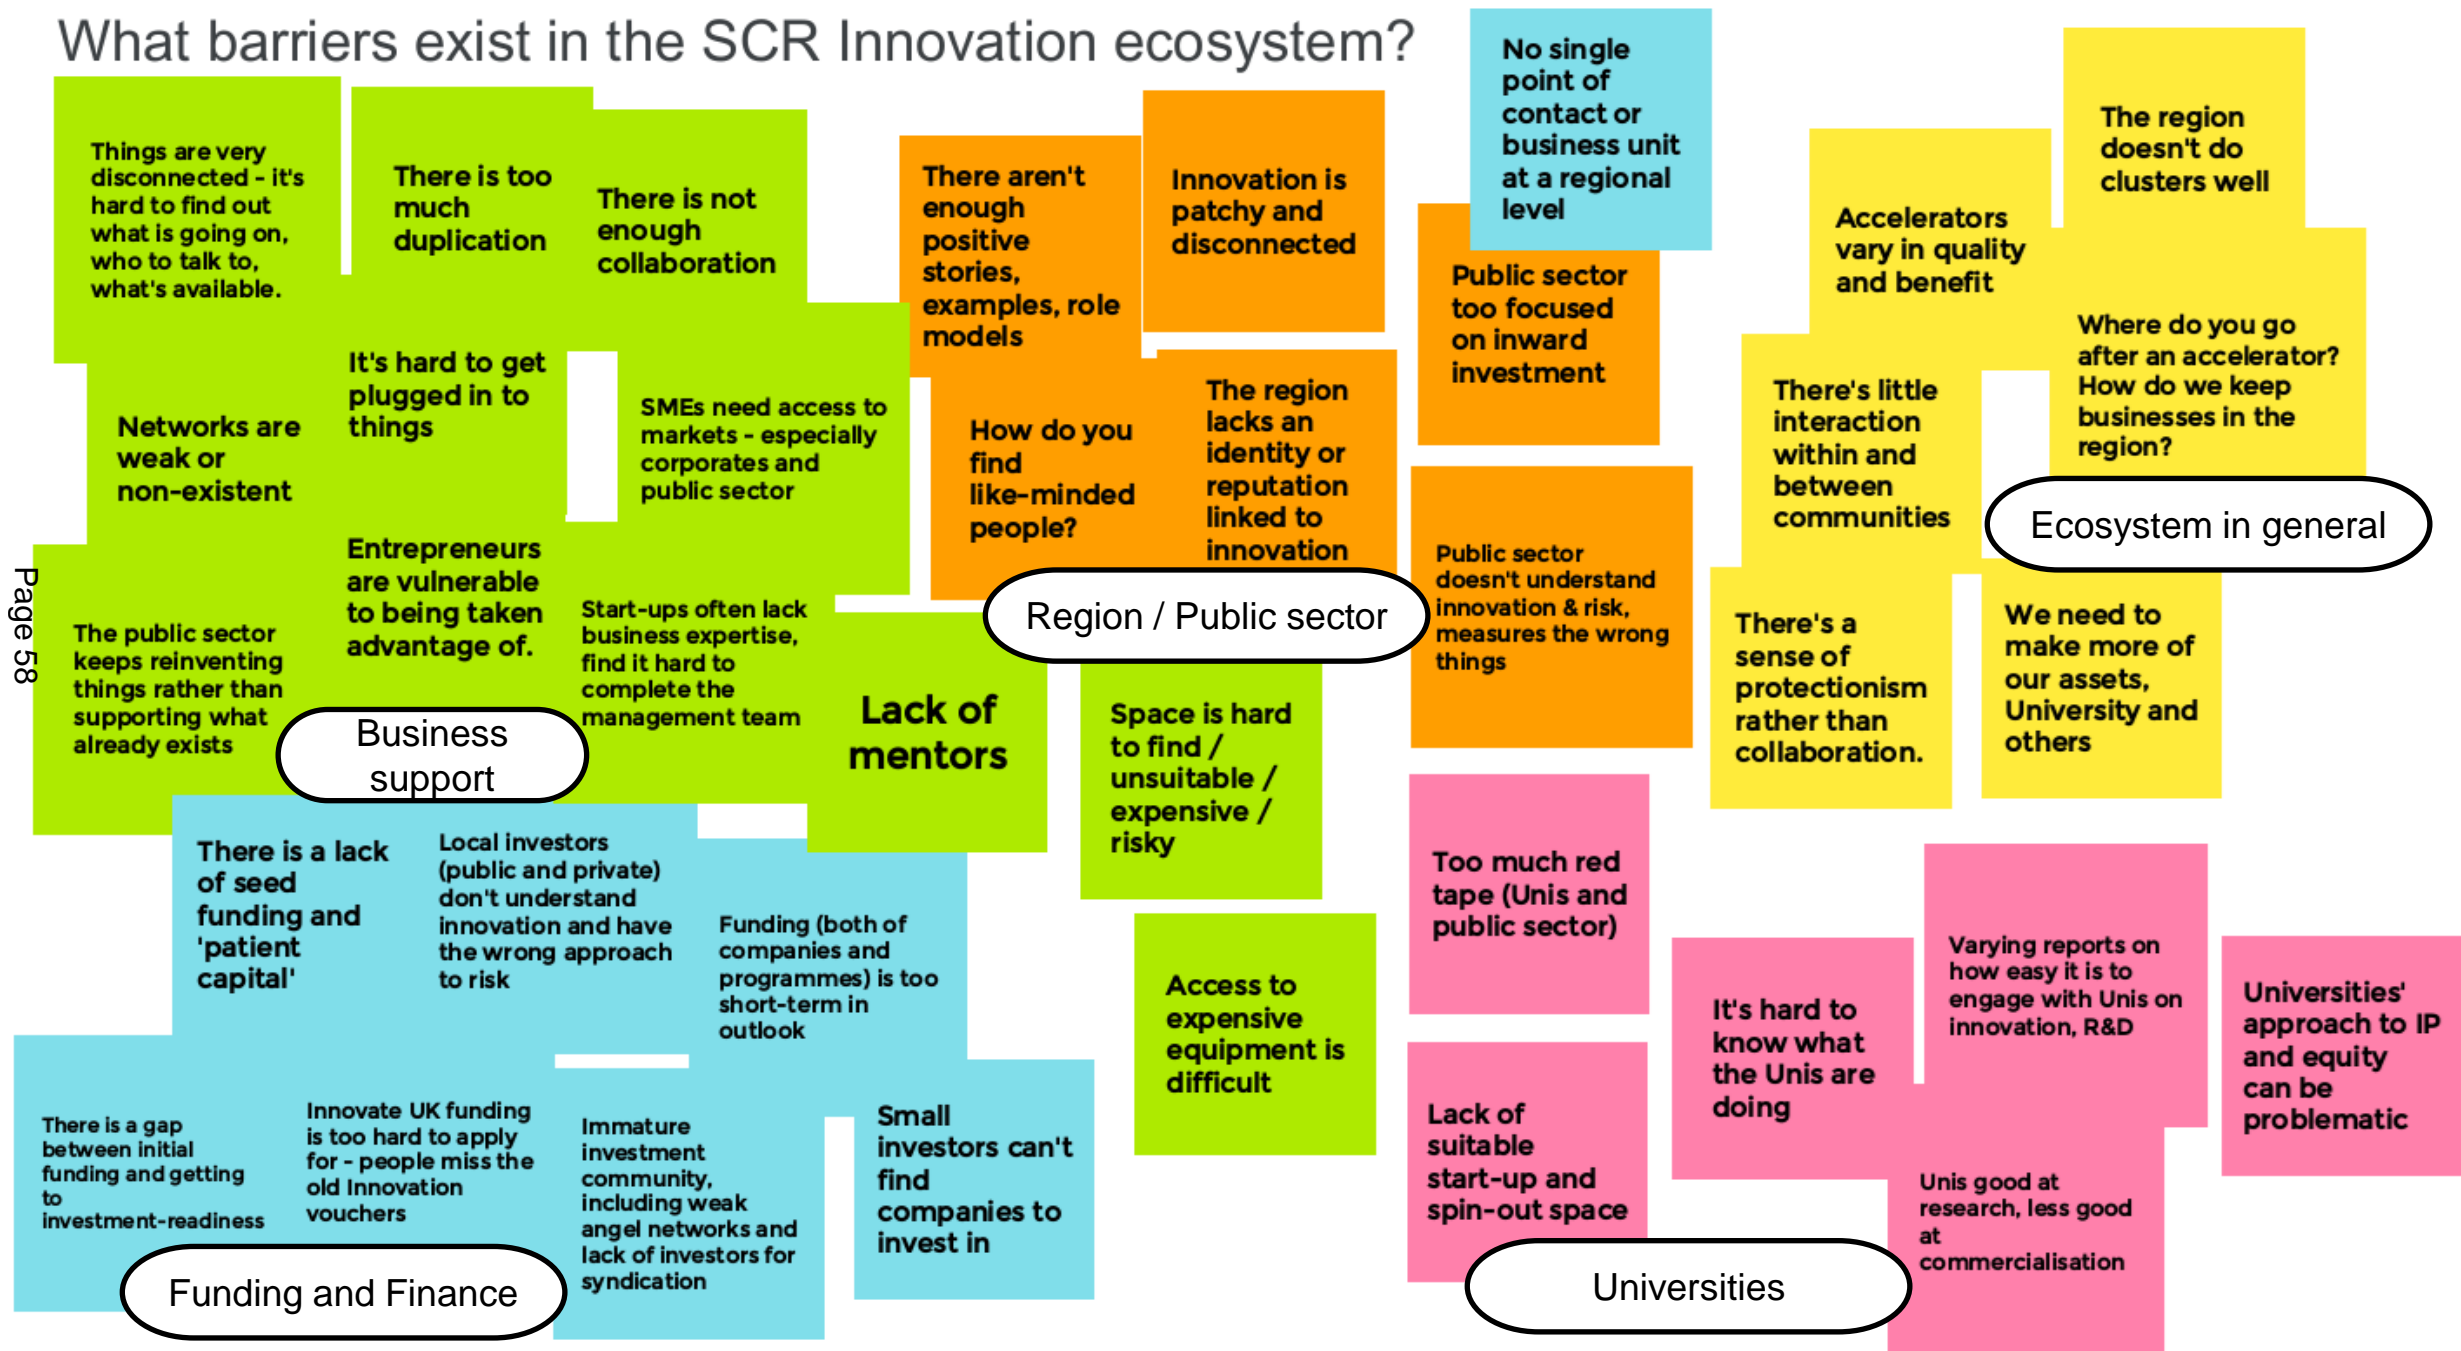 What barriers exist in the SCR Innovation ecosystem?
Things are very
disconnected - it's
hard to find out
what is going on,
who to talk to,
what's available.
There is too
much
duplication
There is not
enough
collaboration
Networks are
weak or
non-existent
It's hard to get
plugged in to
things
SMEs need access to
markets - especially
corporates and
public sector
The public sector
keeps reinventing
things rather than
supporting what
already exists
Entrepreneurs
are vulnerable
to being taken
advantage of.
Start-ups often lack
business expertise,
find it hard to
complete the
management team
Lack of
mentors
Business
support
Space is hard
to find /
unsuitable /
expensive /
risky
Access to
expensive
equipment is
difficult
There aren't
enough
positive
stories,
examples, role
models
Innovation is
patchy and
disconnected
No single
point of
contact or
business unit
at a regional
level
Public sector
too focused
on inward
investment
How do you
find
like-minded
people?
The region
lacks an
identity or
reputation
linked to
innovation
Public sector
doesn't understand
innovation & risk,
measures the wrong
things
Region / Public sector
The region
doesn't do
clusters well
Accelerators
vary in quality
and benefit
Where do you go
after an accelerator?
How do we keep
businesses in the
region?
There's little
interaction
within and
between
communities
Ecosystem in general
There's a
sense of
protectionism
rather than
collaboration.
We need to
make more of
our assets,
University and
others
There is a lack
of seed
funding and
'patient
capital'
Local investors
(public and private)
don't understand
innovation and have
the wrong approach
to risk
Funding (both of
companies and
programmes) is too
short-term in
outlook
There is a gap
between initial
funding and getting
to
investment-readiness
Innovate UK funding
is too hard to apply
for - people miss the
old Innovation
vouchers
Immature
investment
community,
including weak
angel networks and
lack of investors for
syndication
Small
investors can't
find
companies to
invest in
Funding and Finance
Too much red
tape (Unis and
public sector)
It's hard to
know what
the Unis are
doing
Varying reports on
how easy it is to
engage with Unis on
innovation, R&D
Universities'
approach to IP
and equity
can be
problematic
Lack of
suitable
start-up and
spin-out space
Unis good at
research, less good
at
commercialisation
Universities
Page 58